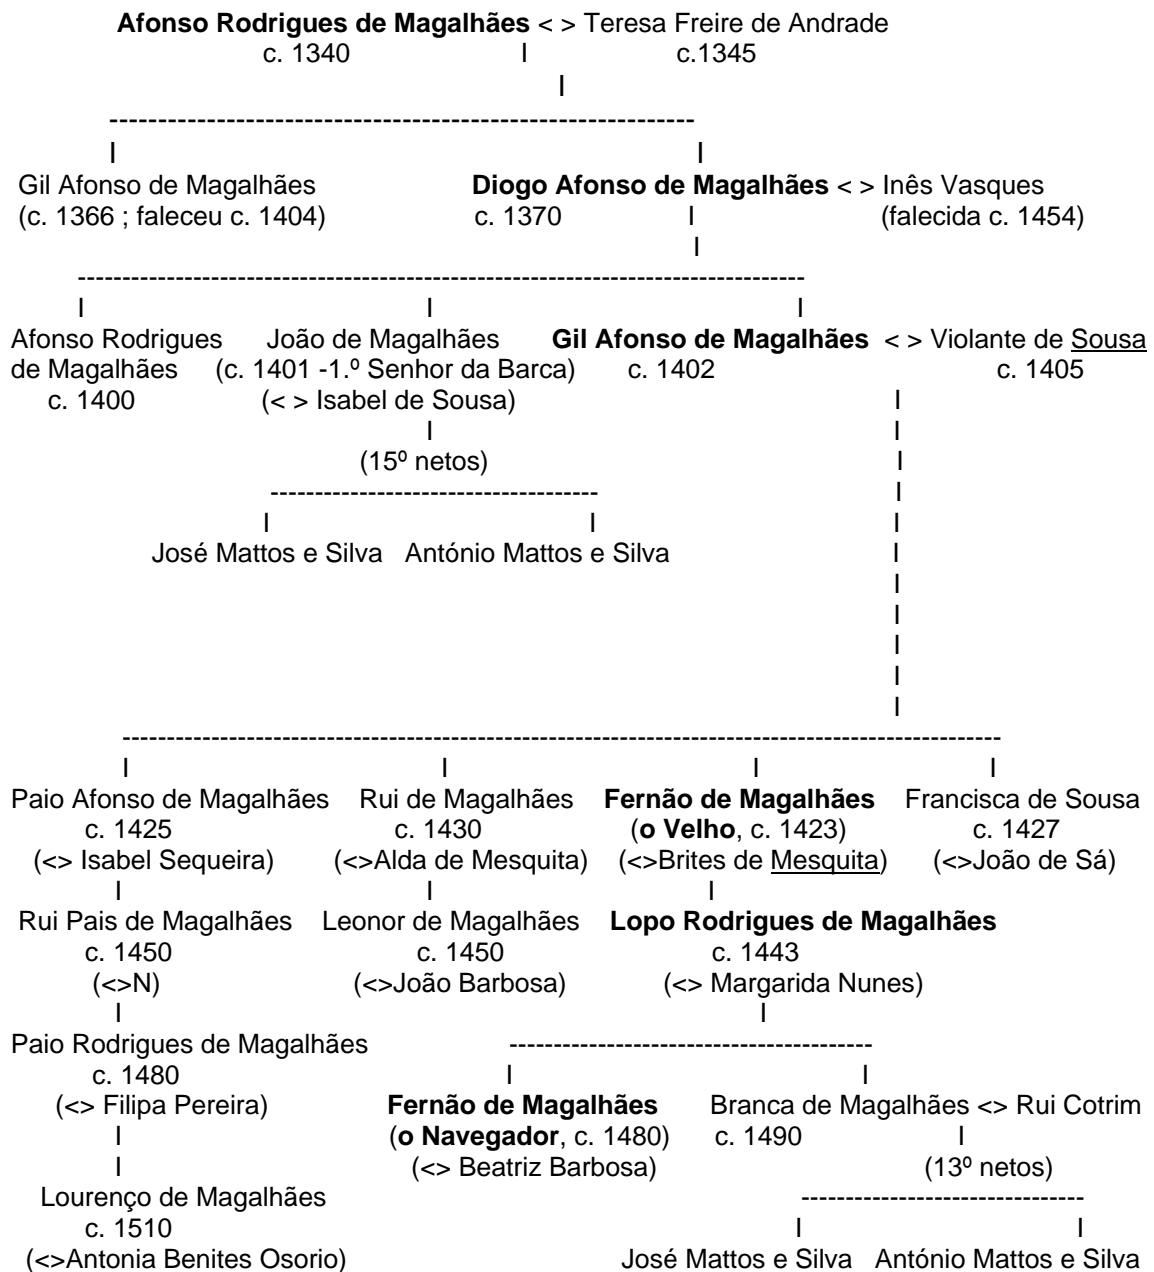 Afonso Rodrigues de Magalhães < > Teresa Freire de Andrade
c. 1340 I c.1345
I
------------------------------------------------------------
I I
Gil Afonso de Magalhães Diogo Afonso de Magalhães < > Inês Vasques
(c. 1366 ; faleceu c. 1404) c. 1370 I (falecida c. 1454)
I
---------------------------------------------------------------------------
I I I
Afonso Rodrigues João de Magalhães Gil Afonso de Magalhães < > Violante de Sousa
de Magalhães (c. 1401 -1.º Senhor da Barca) c. 1402 c. 1405
c. 1400 (< > Isabel de Sousa) I
I I
(15º netos) I
------------------------------------- I
I I I
José Mattos e Silva António Mattos e Silva I
I
I
I
I
I
------------------------------------------------------------------------------------------
I I I I
Paio Afonso de Magalhães Rui de Magalhães Fernão de Magalhães Francisca de Sousa
c. 1425 c. 1430 (o Velho, c. 1423) c. 1427
(<> Isabel Sequeira) (<>Alda de Mesquita) (<>Brites de Mesquita) (<>João de Sá)
I I I
Rui Pais de Magalhães Leonor de Magalhães Lopo Rodrigues de Magalhães
c. 1450 c. 1450 c. 1443
(<>N) (<>João Barbosa) (<> Margarida Nunes)
I I
Paio Rodrigues de Magalhães -----------------------------------------
c. 1480 I I
(<> Filipa Pereira) Fernão de Magalhães Branca de Magalhães <> Rui Cotrim
I (o Navegador, c. 1480) c. 1490 I
I (<> Beatriz Barbosa) (13º netos)
Lourenço de Magalhães --------------------------------
c. 1510 I I
(<>Antonia Benites Osorio) José Mattos e Silva António Mattos e Silva